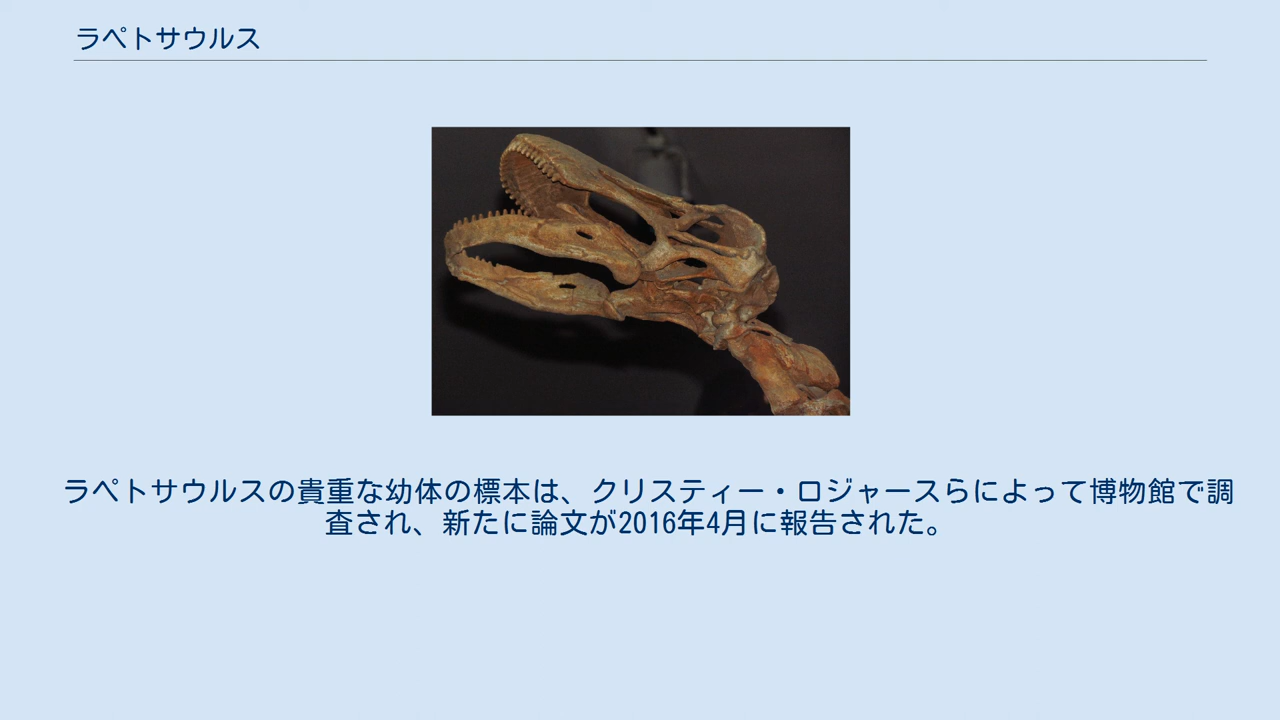 ラペトサウルス
ラペトサウルスの貴重な幼体の標本は、クリスティー・ロジャースらによって博物館で調
査され、新たに論文が2016年4月に報告された。